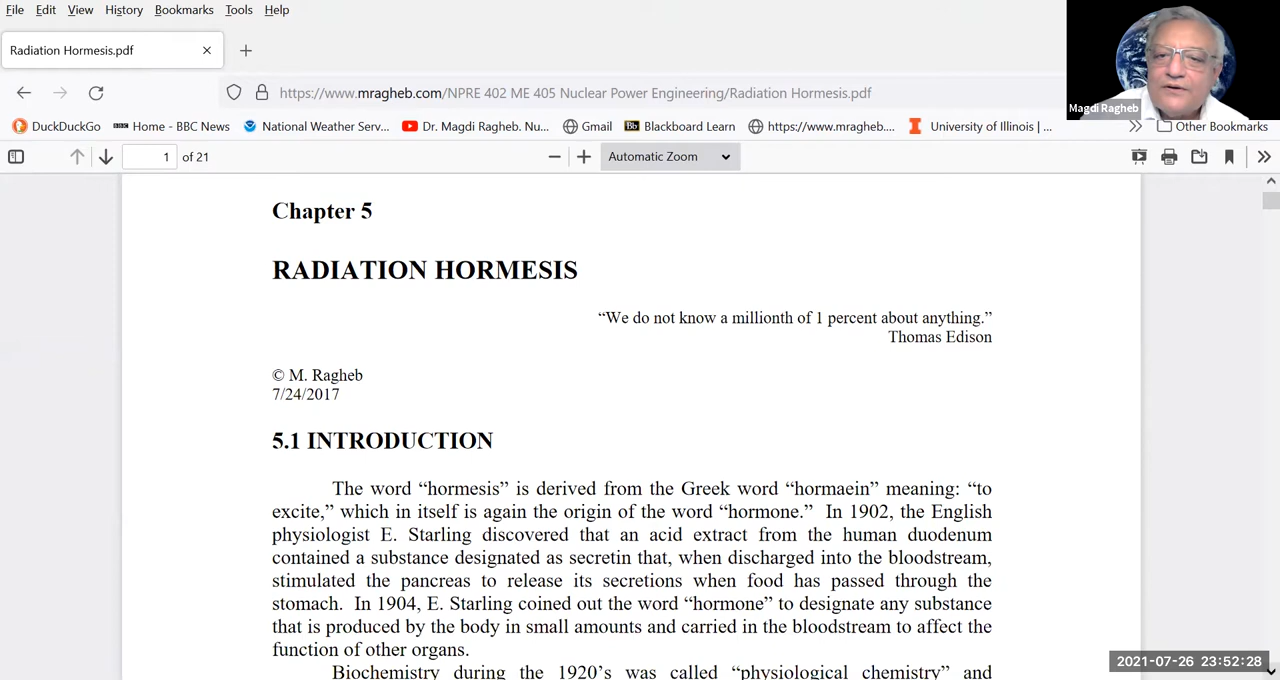 File Edit View History Bookmarks Tools Help
Radiation Hormesis.pdf
https://www.mragheb.com/NPRE 402 ME 405 Nuclear Power Engineering/Radiation Hormesis.pdf
Magdi Ragheb
DuckDuckGo BBC Home - BBC News National Weather Serv... Dr. Magdi Ragheb. Nu... Gmail Bb Blackboard Learn https://www.mragheb.... I University of Illinois | ... Other Bookmarks
1 of 21 Automatic Zoom
Chapter 5
RADIATION HORMESIS
“We do not know a millionth of 1 percent about anything.”
Thomas Edison
© M. Ragheb
7/24/2017
5.1 INTRODUCTION
The word “hormesis” is derived from the Greek word “hormaein” meaning: “to
excite,” which in itself is again the origin of the word “hormone.” In 1902, the English
physiologist E. Starling discovered that an acid extract from the human duodenum
contained a substance designated as secretin that, when discharged into the bloodstream,
stimulated the pancreas to release its secretions when food has passed through the
stomach. In 1904, E. Starling coined out the word “hormone” to designate any substance
that is produced by the body in small amounts and carried in the bloodstream to affect the
function of other organs.
Biochemistry during the 1920’s was called “physiological chemistry” and
2021-07-26 23:52:28